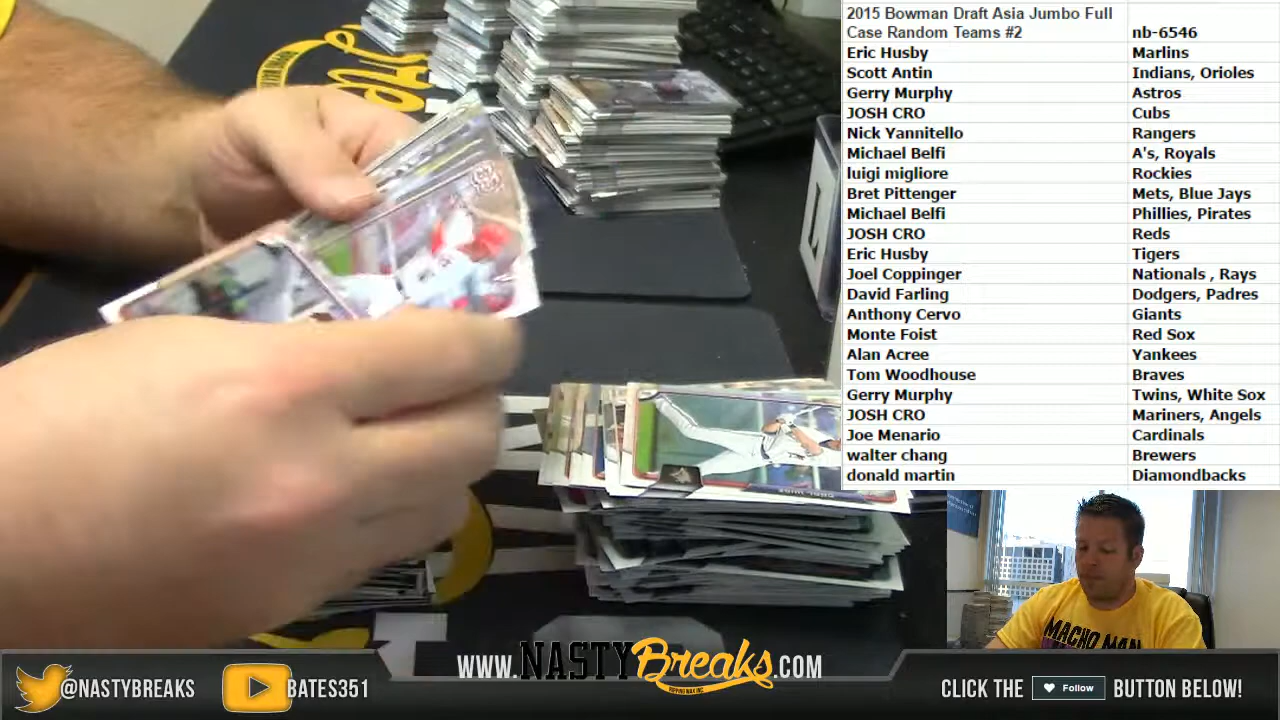 2015 Bowman Draft Asia Jumbo Full
Case Random Teams #2 nb-6546
Eric Husby Marlins
Scott Antin Indians, Orioles
Gerry Murphy Astros
JOSH CRO Cubs
Nick Yannitello Rangers
Michael Belfi A's, Royals
luigi migliore Rockies
Bret Pittenger Mets, Blue Jays
Michael Belfi Phillies, Pirates
JOSH CRO Reds
Eric Husby Tigers
Joel Coppinger Nationals , Rays
David Farling Dodgers, Padres
Anthony Cervo Giants
Monte Foist Red Sox
Alan Acree Yankees
Tom Woodhouse Braves
Gerry Murphy Twins, White Sox
JOSH CRO Mariners, Angels
Joe Menario Cardinals
walter chang Brewers
donald martin Diamondbacks
MACHO MAN
@NASTYBREAKS
BATES351
WWW.NASTYBreaks.COM
CLICK THE Follow BUTTON BELOW!